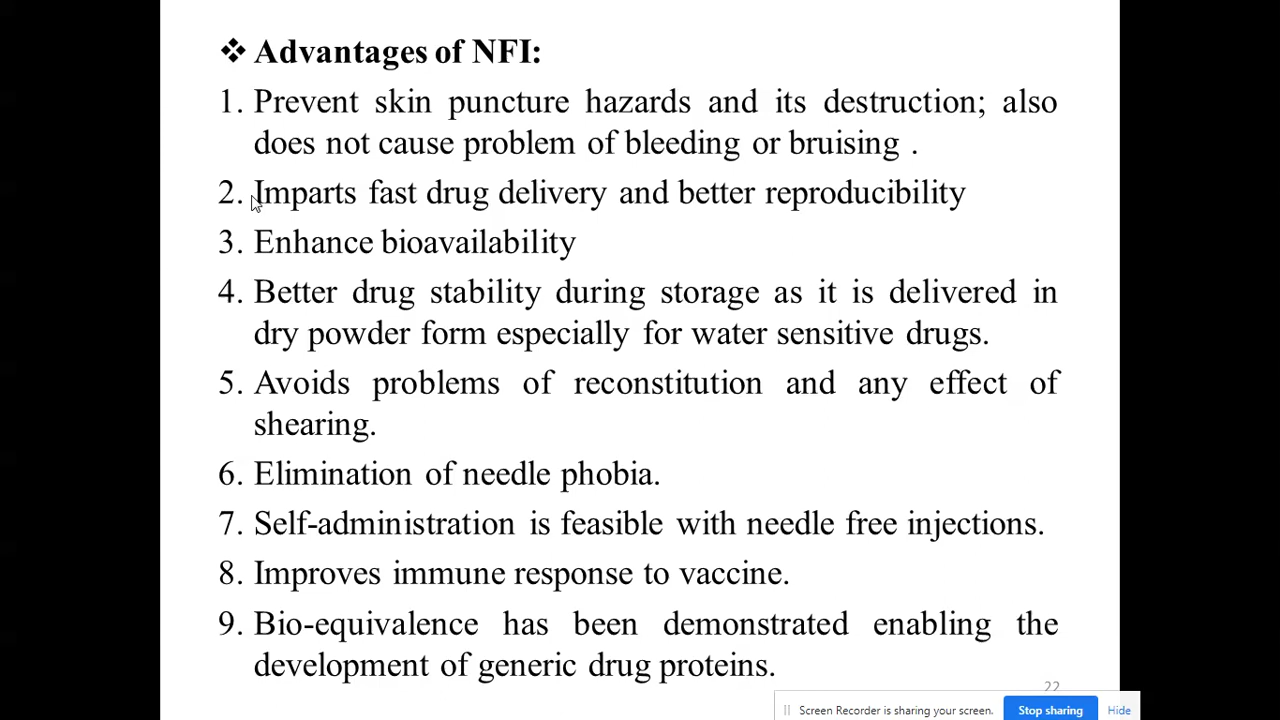 ❖ Advantages of NFI:
1. Prevent skin puncture hazards and its destruction; also
does not cause problem of bleeding or bruising .
2. Imparts fast drug delivery and better reproducibility
3. Enhance bioavailability
4. Better drug stability during storage as it is delivered in
dry powder form especially for water sensitive drugs.
5. Avoids problems of reconstitution and any effect of
shearing.
6. Elimination of needle phobia.
7. Self-administration is feasible with needle free injections.
8. Improves immune response to vaccine.
9. Bio-equivalence has been demonstrated enabling the
development of generic drug proteins.
22
Screen Recorder is sharing your screen. Stop sharing Hide